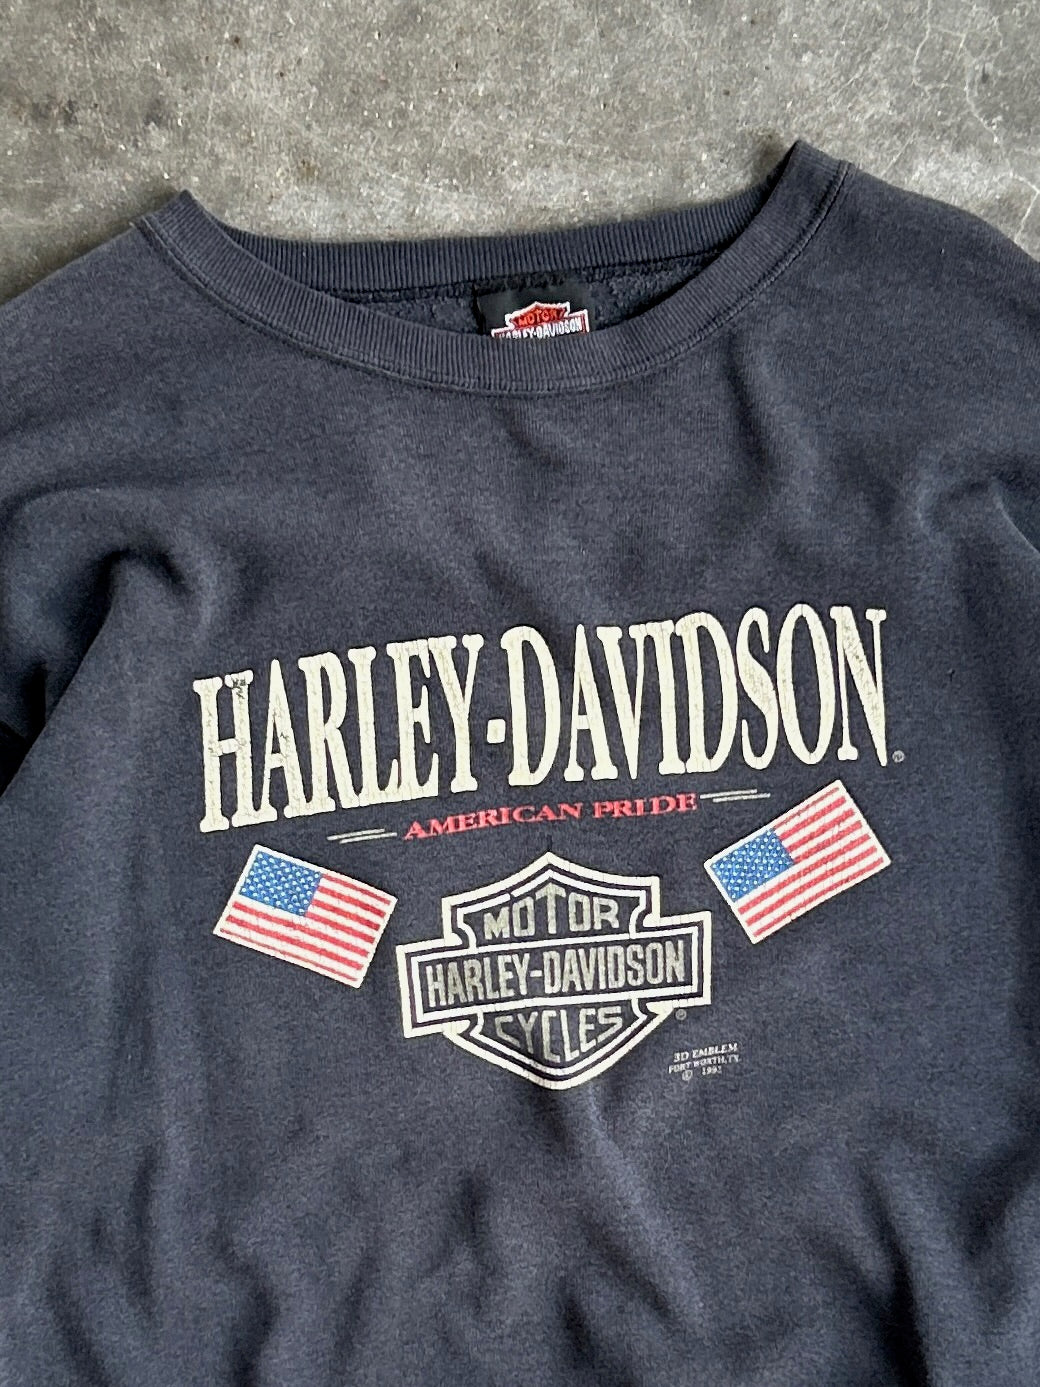 MOTOR
HARLEY-DAVIDSON
HARLEY-DAVIDSON®
AMERICAN PRIDE
MOTOR
HARLEY-DAVIDSON
CYCLES
®
3D EMBLEM
FORT WORTH, TX
© 1992